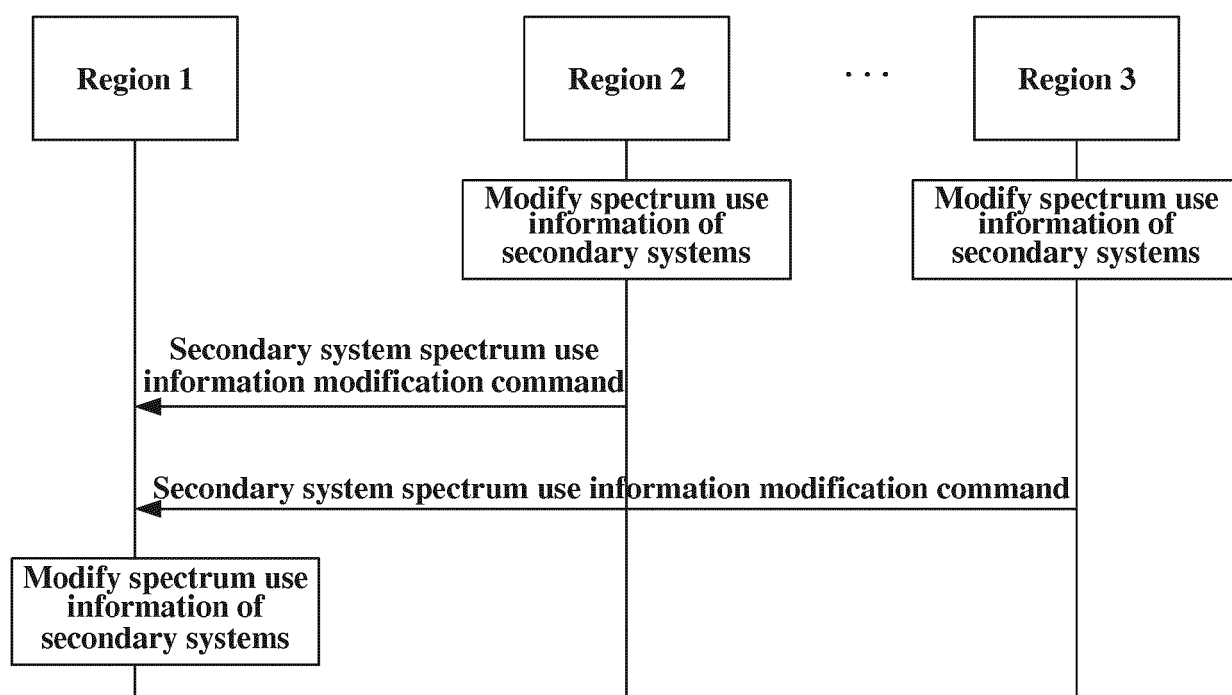 Region 1
Region 2
. . .
Region 3
Modify spectrum use
information of
secondary systems
Modify spectrum use
information of
secondary systems
Secondary system spectrum use
information modification command
Secondary system spectrum use information modification command
Modify spectrum use
information of
secondary systems